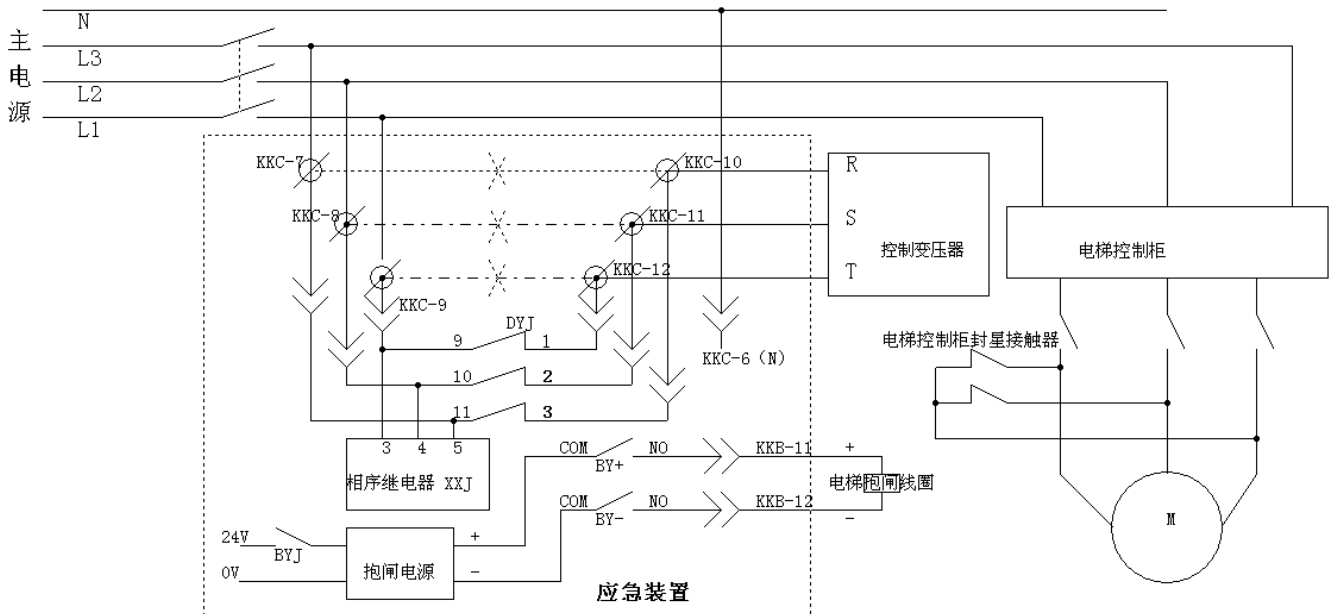 N
主
L3
电
L2
源
L1
KKC-7
KKC-10
R
KKC-8
KKC-11
S
控制变压器
电梯控制柜
KKC-12
T
KKC-9
DYJ
9
1
KKC-6（N）
电梯控制柜封星接触器
10
2
11
3
3
4
5
相序继电器 XXJ
COM
NO
KKB-11
+
BY+
电梯抱闸线圈
COM
NO
KKB-12
-
BY-
M
24V
BYJ
+
抱闸电源
0V
-
应急装置